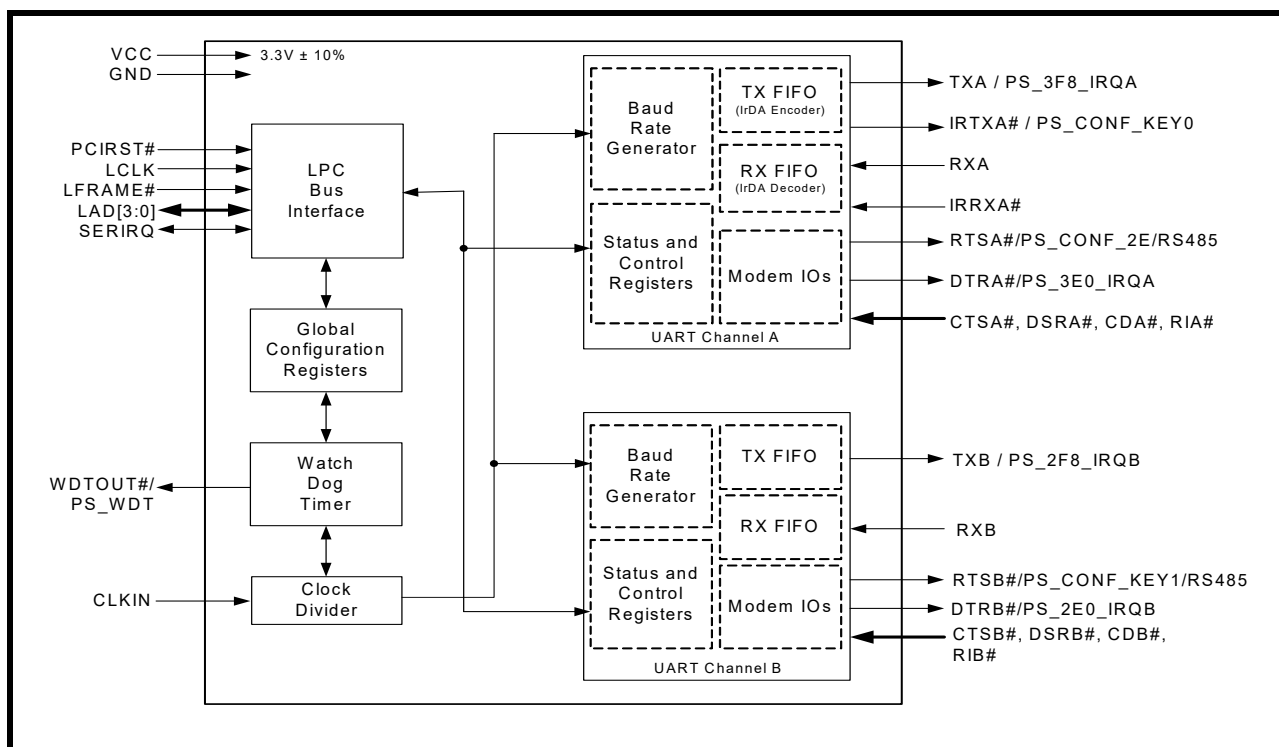 VCC
GND
3.3V ± 10%
PCIRST#
LCLK
LFRAME#
LAD[3:0]
SERIRQ
LPC
Bus
Interface
Global
Configuration
Registers
WDTOUT#/
PS_WDT
Watch
Dog
Timer
CLKIN
Clock
Divider
Baud
Rate
Generator
TX FIFO
(IrDA Encoder)
RX FIFO
(IrDA Decoder)
Status and
Control
Registers
Modem IOs
UART Channel A
TXA / PS_3F8_IRQA
IRTXA# / PS_CONF_KEY0
RXA
IRRXA#
RTSA#/PS_CONF_2E/RS485
DTRA#/PS_3E0_IRQA
CTSA#, DSRA#, CDA#, RIA#
Baud
Rate
Generator
TX FIFO
RX FIFO
Status and
Control
Registers
Modem IOs
UART Channel B
TXB / PS_2F8_IRQB
RXB
RTSB#/PS_CONF_KEY1/RS485
DTRB#/PS_2E0_IRQB
CTSB#, DSRB#, CDB#,
RIB#